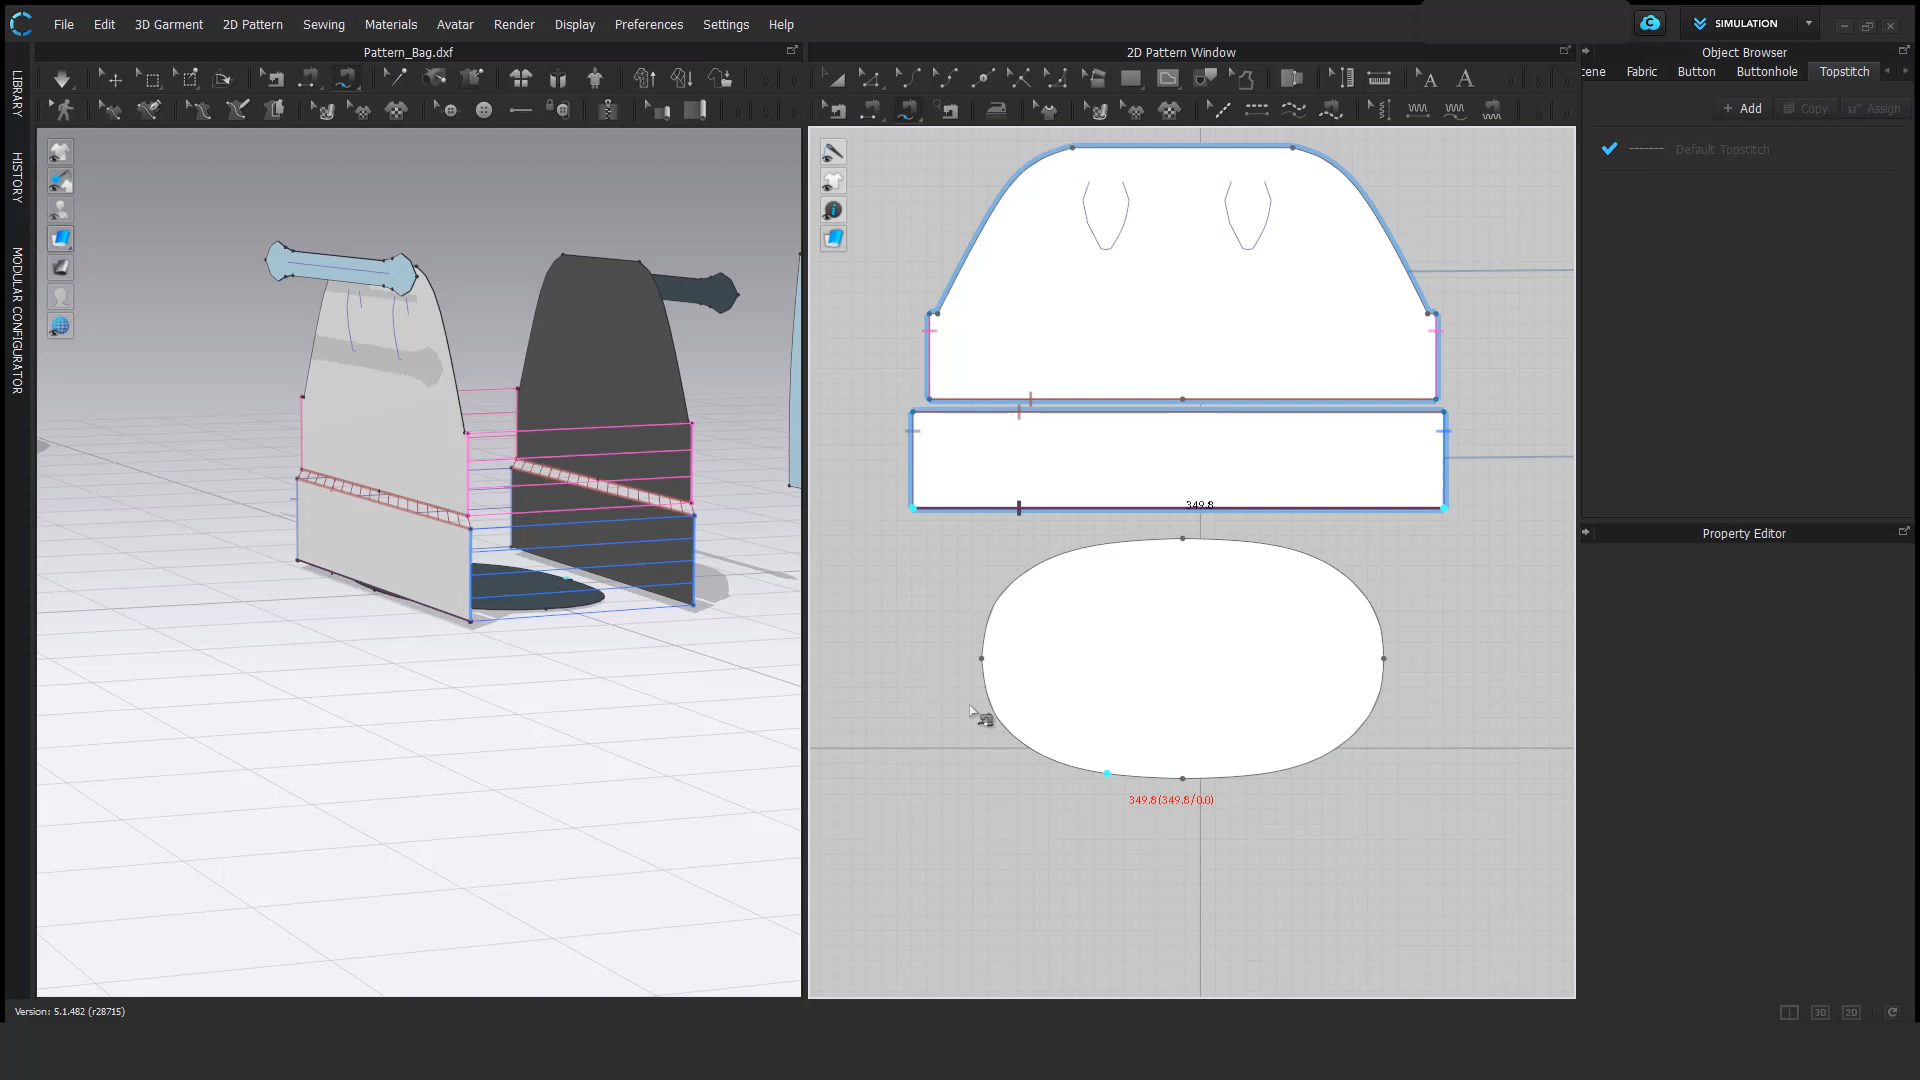 File Edit 3D Garment 2D Pattern Sewing Materials Avatar Render Display Preferences Settings Help
SIMULATION
Pattern_Bag.dxf
2D Pattern Window
Object Browser
cene Fabric Button Buttonhole Topstitch
+ Add Copy Assign
Default Topstitch
LIBRARY
HISTORY
MODULAR CONFIGURATOR
349.8
349.8(349.8/0.0)
Property Editor
Version: 5.1.482 (r28715)
3D 2D